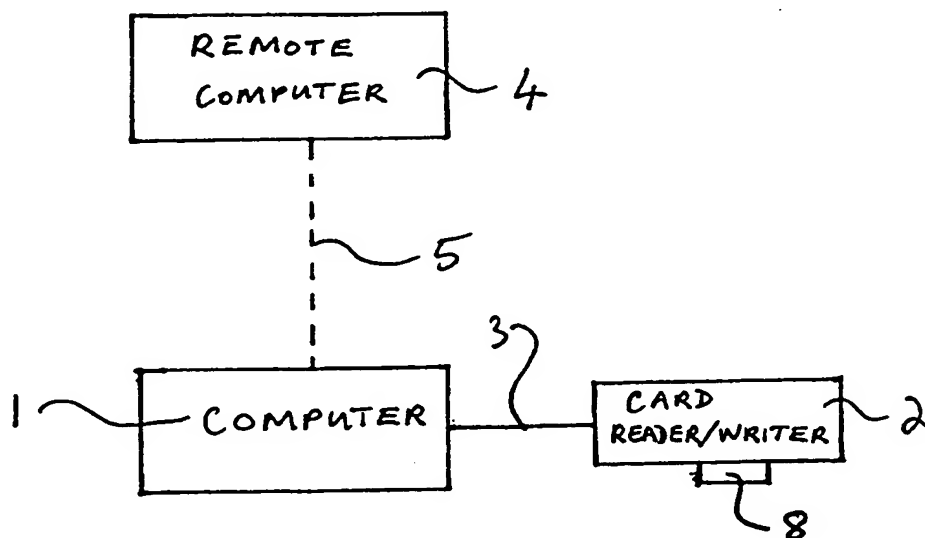 REMOTE
COMPUTER
4
5
3
1
COMPUTER
CARD
READER/WRITER
2
8